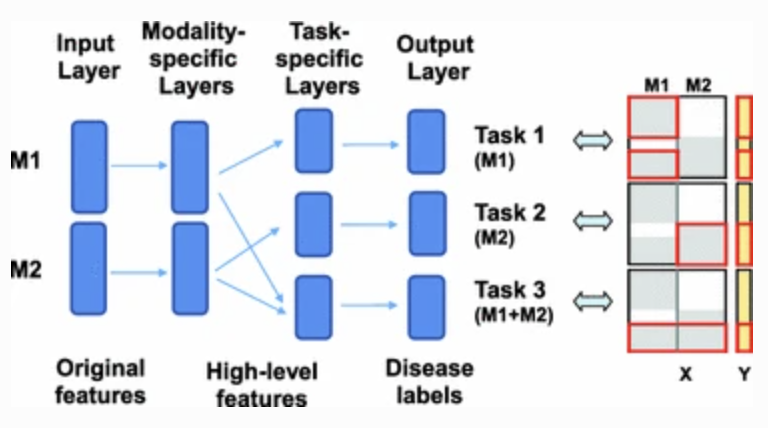 Input
Layer
Modality-
specific
Layers
Task-
specific
Layers
Output
Layer
M1 M2
M1
Task 1
(M1)
Task 2
(M2)
M2
Task 3
(M1+M2)
Original
features
High-level
features
Disease
labels
X Y